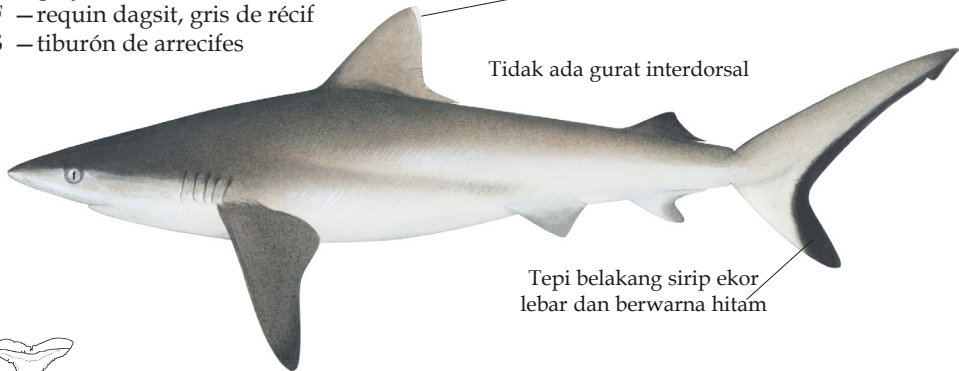 — requin dagsit, gris de récif
— tiburón de arrecifes
Tidak ada gurat interdorsal
Tepi belakang sirip ekor
lebar dan berwarna hitam